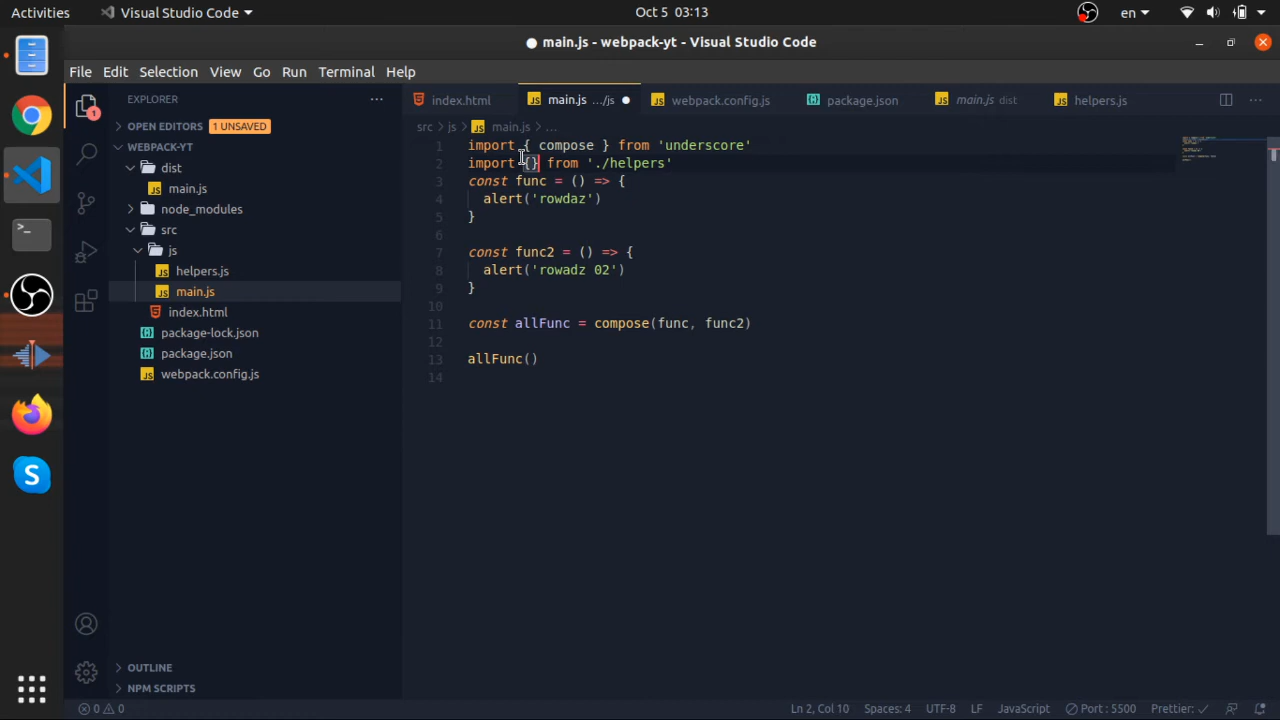 Activities
Visual Studio Code
Oct 5 03:13
en
main.js - webpack-yt - Visual Studio Code
File Edit Selection View Go Run Terminal Help
EXPLORER
index.html
main.js .../js
webpack.config.js
package.json
main.js dist
helpers.js
OPEN EDITORS 1 UNSAVED
src > js > main.js > ...
WEBPACK-YT
dist
main.js
node_modules
src
js
helpers.js
main.js
index.html
package-lock.json
package.json
webpack.config.js
1 import { compose } from 'underscore'
2 import {} from './helpers'
3 const func = () => {
4 alert('rowdaz')
5 }
6
7 const func2 = () => {
8 alert('rowadz 02')
9 }
10
11 const allFunc = compose(func, func2)
12
13 allFunc()
14
OUTLINE
NPM SCRIPTS
1
S
0 0
Ln 2, Col 10 Spaces: 4 UTF-8 LF JavaScript Port : 5500 Prettier: ✓